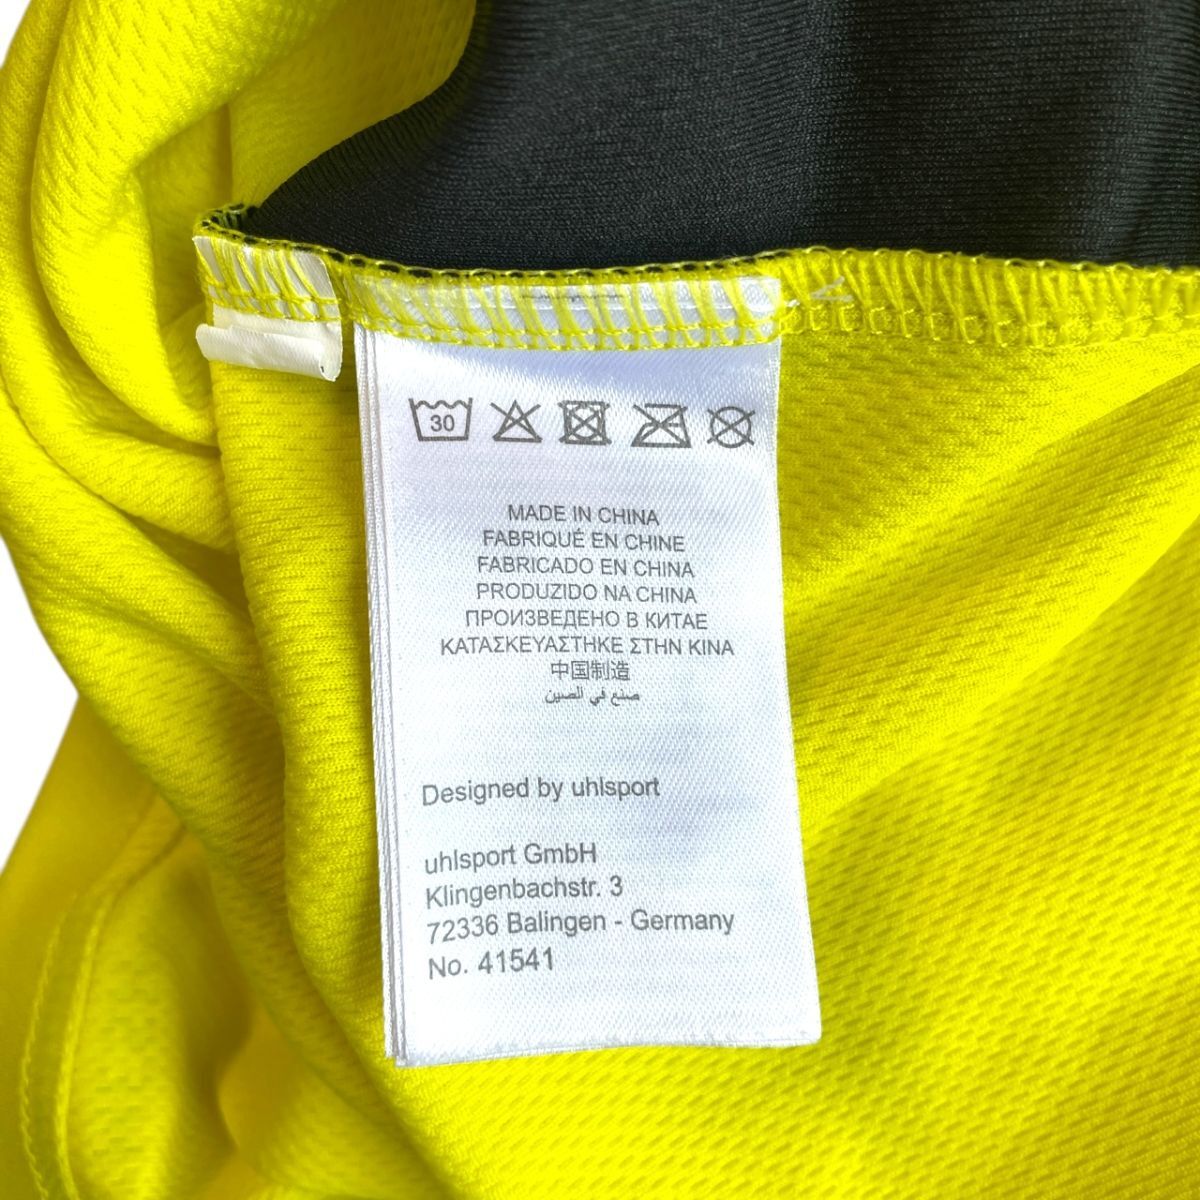 30
MADE IN CHINA
FABRIQUÉ EN CHINE
FABRICADO EN CHINA
PRODUZIDO NA CHINA
ПРОИЗВЕДЕНО В КИТАЕ
ΚΑΤΑΣΚΕΥΑΣΤΗΚΕ ΣΤΗΝ ΚΙΝΑ
中国制造
صنع في الصين
Designed by uhlsport
uhlsport GmbH
Klingenbachstr. 3
72336 Balingen - Germany
No. 41541